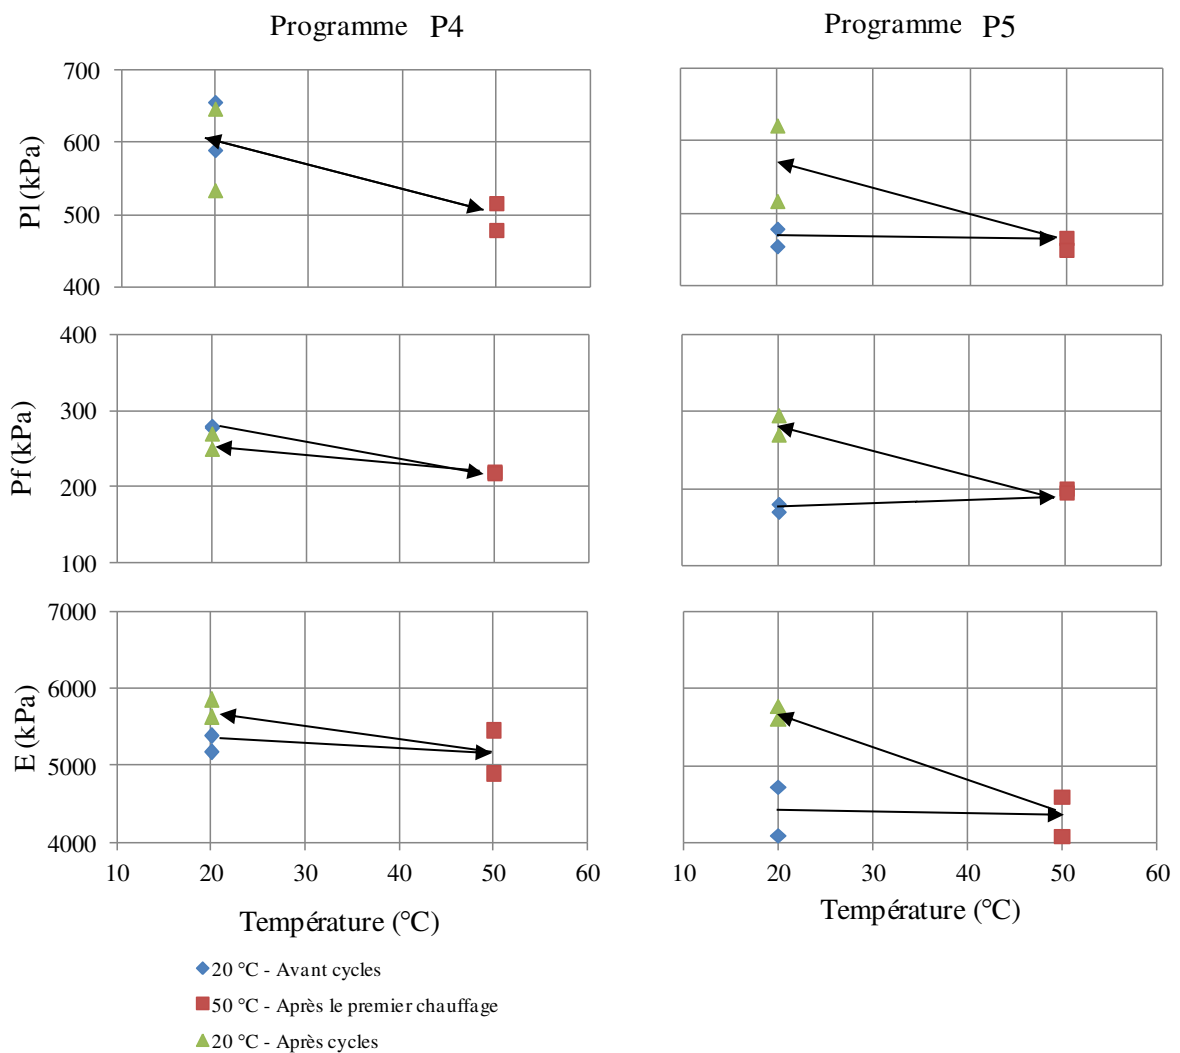 Programme P4
Programme P5
700
600
500
400
Pl (kPa)
400
300
200
100
Pf (kPa)
7000
6000
5000
4000
E (kPa)
10 20 30 40 50 60
10 20 30 40 50 60
Température (°C)
Température (°C)
20 °C - Avant cycles
50 °C - Après le premier chauffage
20 °C - Après cycles